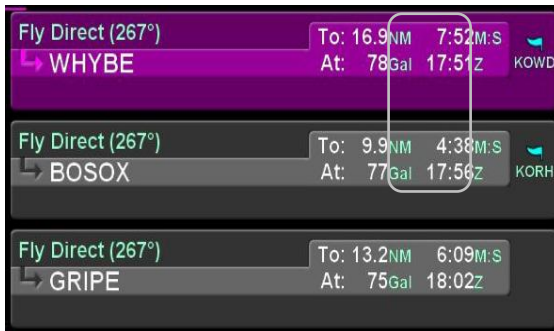 Fly Direct (267°) To: 16.9NM 7:52M:S
WHYBE At: 78Gal 17:51Z KOWD
Fly Direct (267°) To: 9.9NM 4:38M:S
BOSOX At: 77Gal 17:56Z KORH
Fly Direct (267°) To: 13.2NM 6:09M:S
GRIPE At: 75Gal 18:02Z